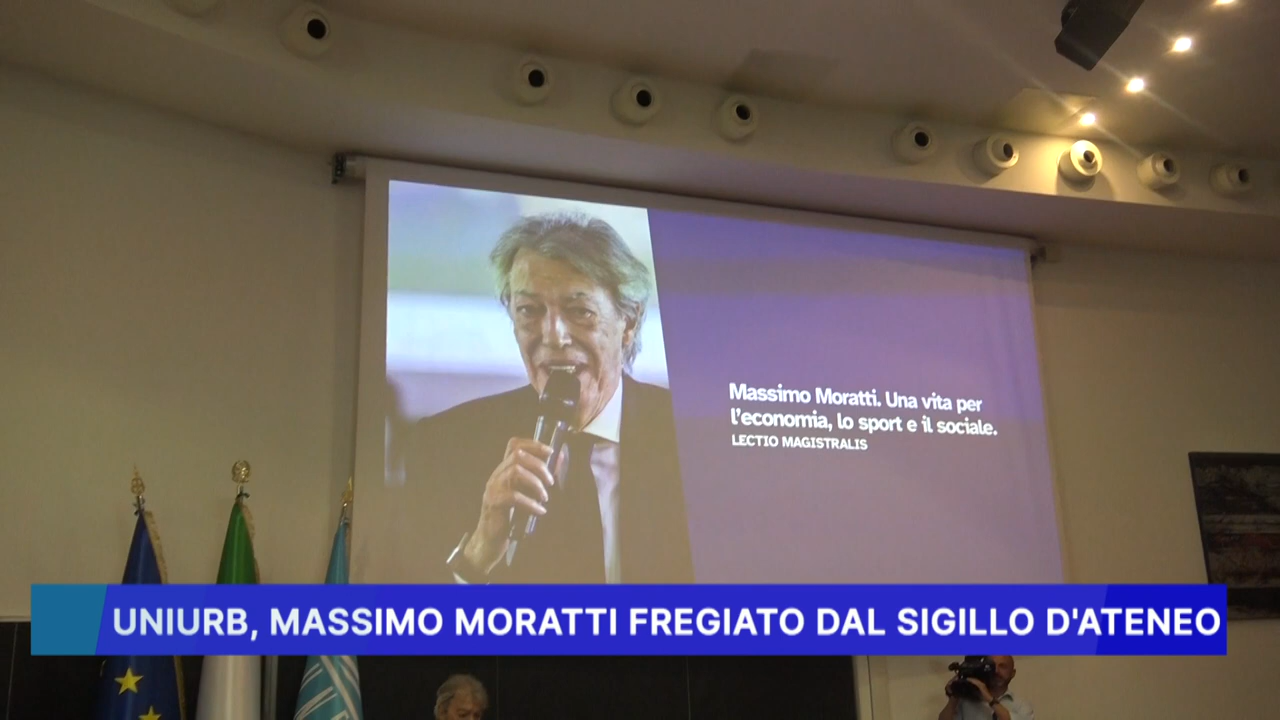 Massimo Moratti. Una vita per
l'economia, lo sport e il sociale.
LECTIO MAGISTRALIS
UNIURB, MASSIMO MORATTI FREGIATO DAL SIGILLO D'ATENEO